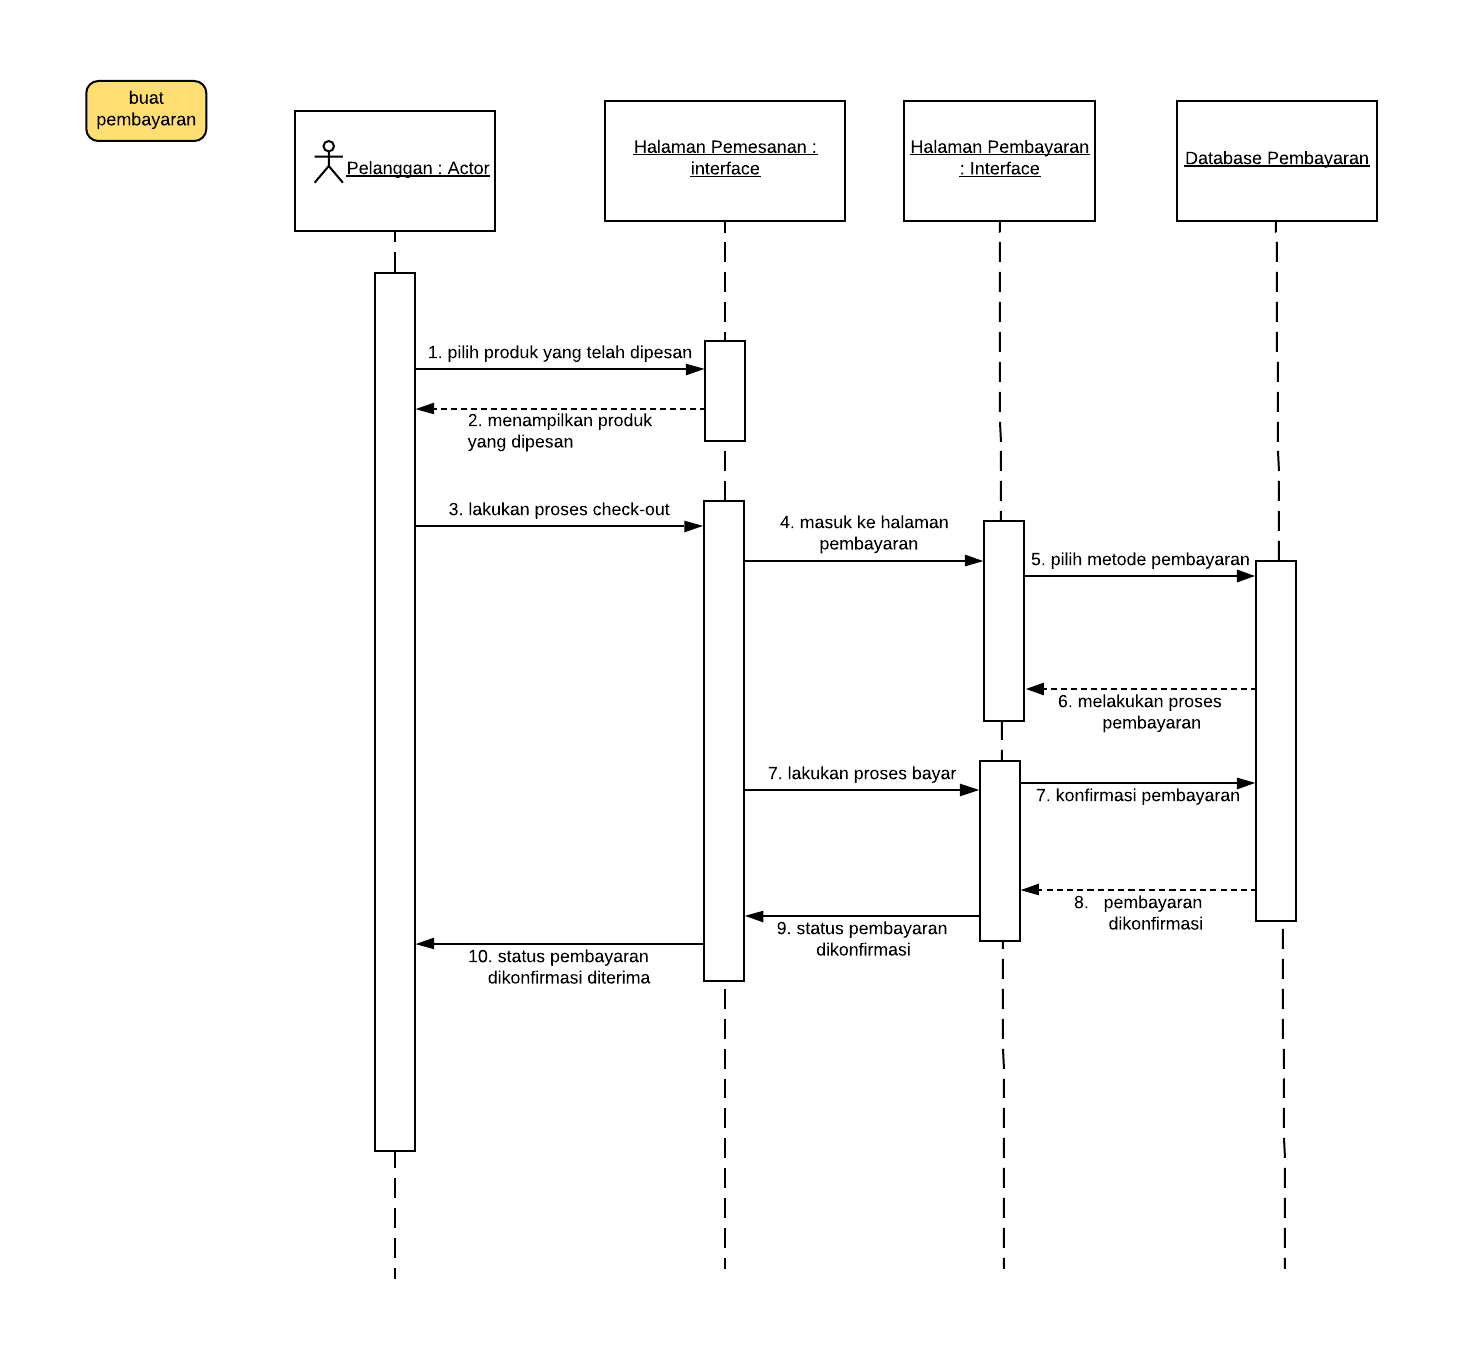 buat
pembayaran
Pelanggan : Actor
Halaman Pemesanan :
interface
Halaman Pembayaran
: Interface
Database Pembayaran
1. pilih produk yang telah dipesan
2. menampilkan produk
yang dipesan
3. lakukan proses check-out
4. masuk ke halaman
pembayaran
5. pilih metode pembayaran
6. melakukan proses
pembayaran
7. lakukan proses bayar
7. konfirmasi pembayaran
8. pembayaran
dikonfirmasi
9. status pembayaran
dikonfirmasi
10. status pembayaran
dikonfirmasi diterima